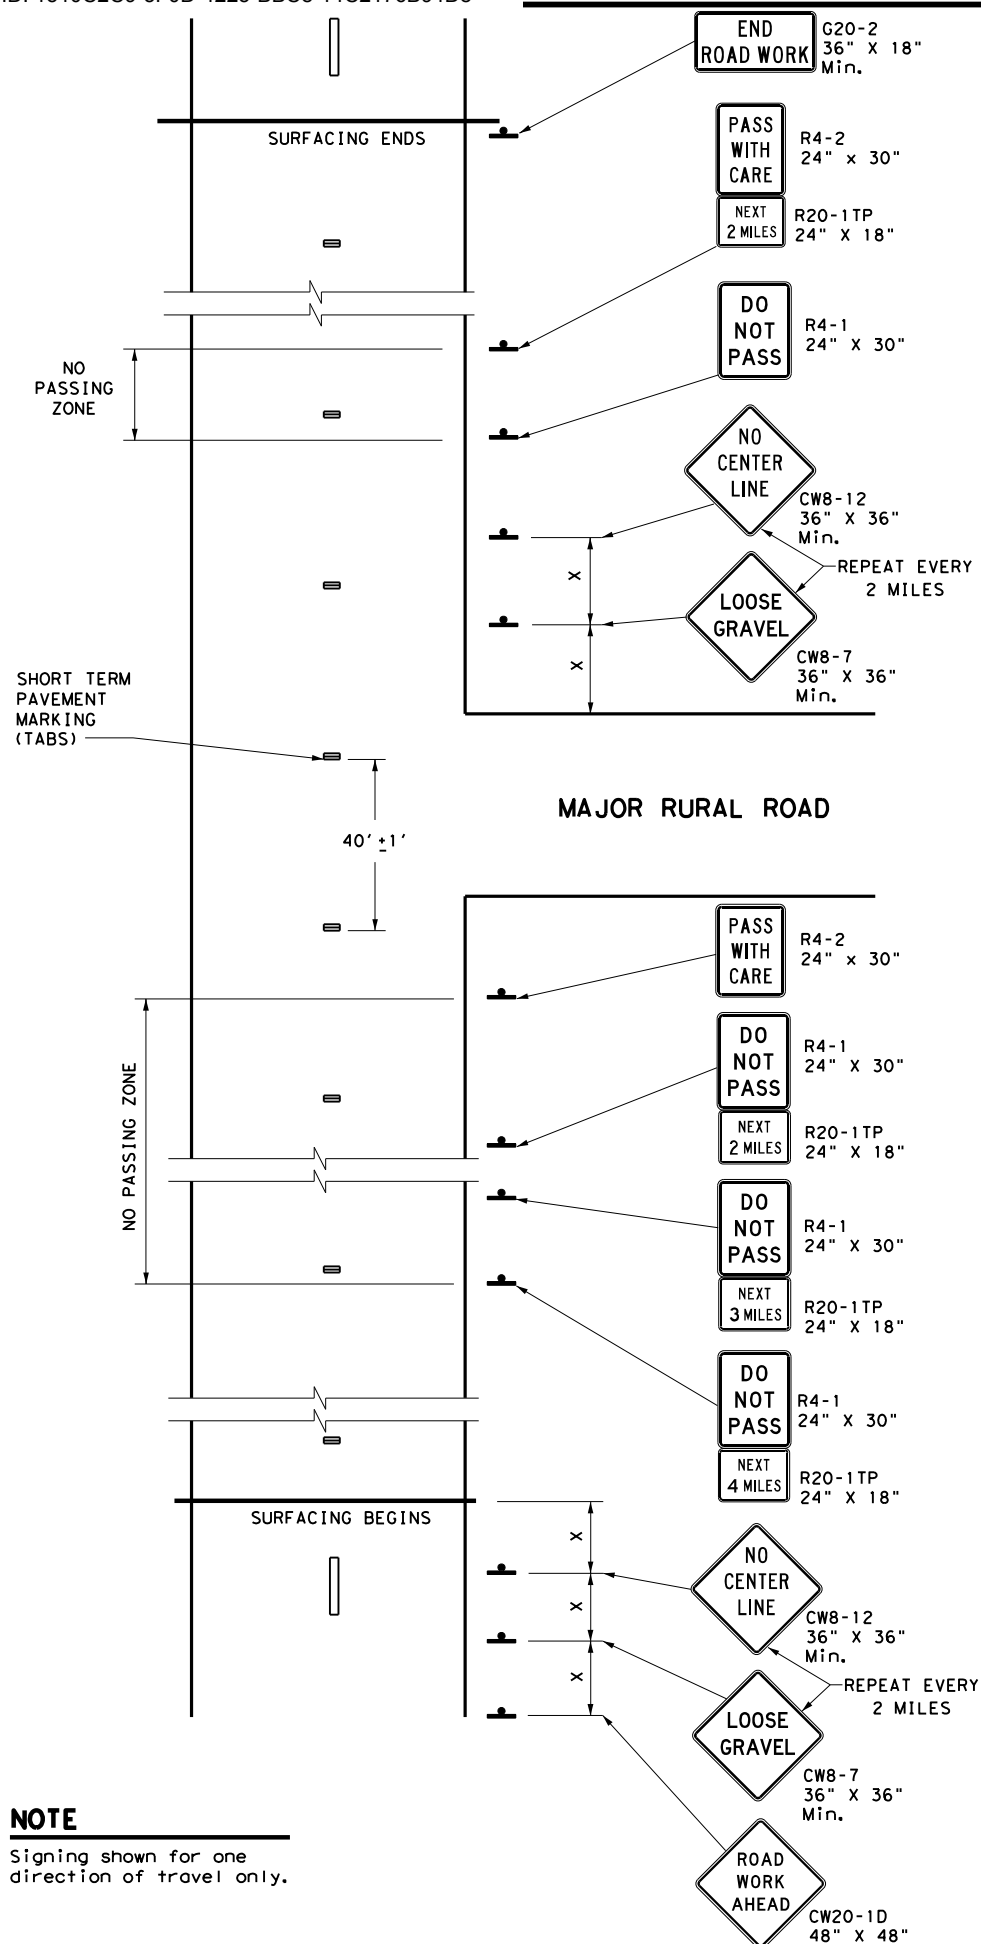 END
ROAD WORK
G20-2
36" X 18"
Min.
SURFACING ENDS
PASS
WITH
CARE
R4-2
24" x 30"
NEXT
2 MILES
R20-1TP
24" X 18"
DO
NOT
PASS
R4-1
24" X 30"
NO
PASSING
ZONE
NO
CENTER
LINE
CW8-12
36" X 36"
Min.
REPEAT EVERY
2 MILES
X
LOOSE
GRAVEL
X
CW8-7
36" X 36"
Min.
SHORT TERM
PAVEMENT
MARKING
(TABS)
MAJOR RURAL ROAD
40' ±1'
PASS
WITH
CARE
R4-2
24" x 30"
DO
NOT
PASS
R4-1
24" X 30"
NO PASSING ZONE
NEXT
2 MILES
R20-1TP
24" X 18"
DO
NOT
PASS
R4-1
24" X 30"
NEXT
3 MILES
R20-1TP
24" X 18"
DO
NOT
PASS
R4-1
24" X 30"
NEXT
4 MILES
R20-1TP
24" X 18"
SURFACING BEGINS
X
NO
CENTER
LINE
X
CW8-12
36" X 36"
Min.
REPEAT EVERY
2 MILES
X
LOOSE
GRAVEL
CW8-7
36" X 36"
Min.
NOTE
Signing shown for one
direction of travel only.
ROAD
WORK
AHEAD
CW20-1D
48" X 48"